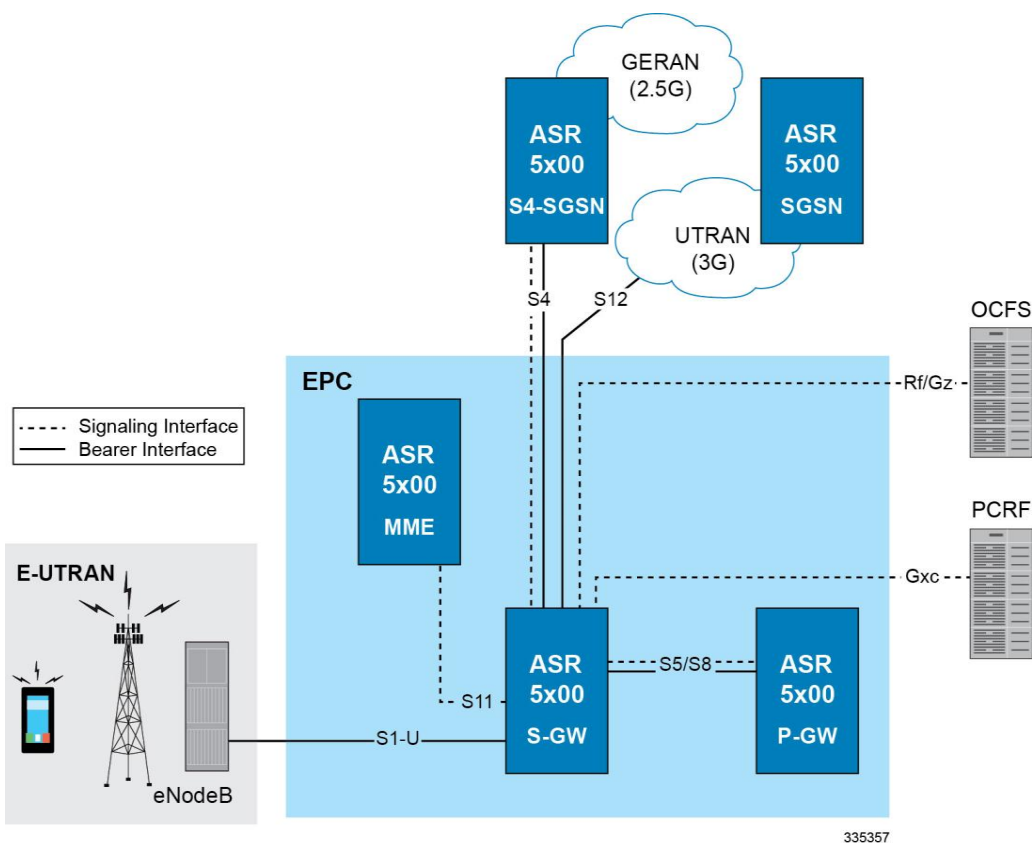 GERAN
(2.5G)
ASR
5x00
S4-SGSN
ASR
5x00
SGSN
UTRAN
(3G)
S4
S12
OCFS
EPC
Rf/Gz
Signaling Interface
Bearer Interface
ASR
5x00
MME
PCRF
E-UTRAN
Gxc
ASR
5x00
S-GW
S5/S8
ASR
5x00
P-GW
S11
S1-U
eNodeB
335357